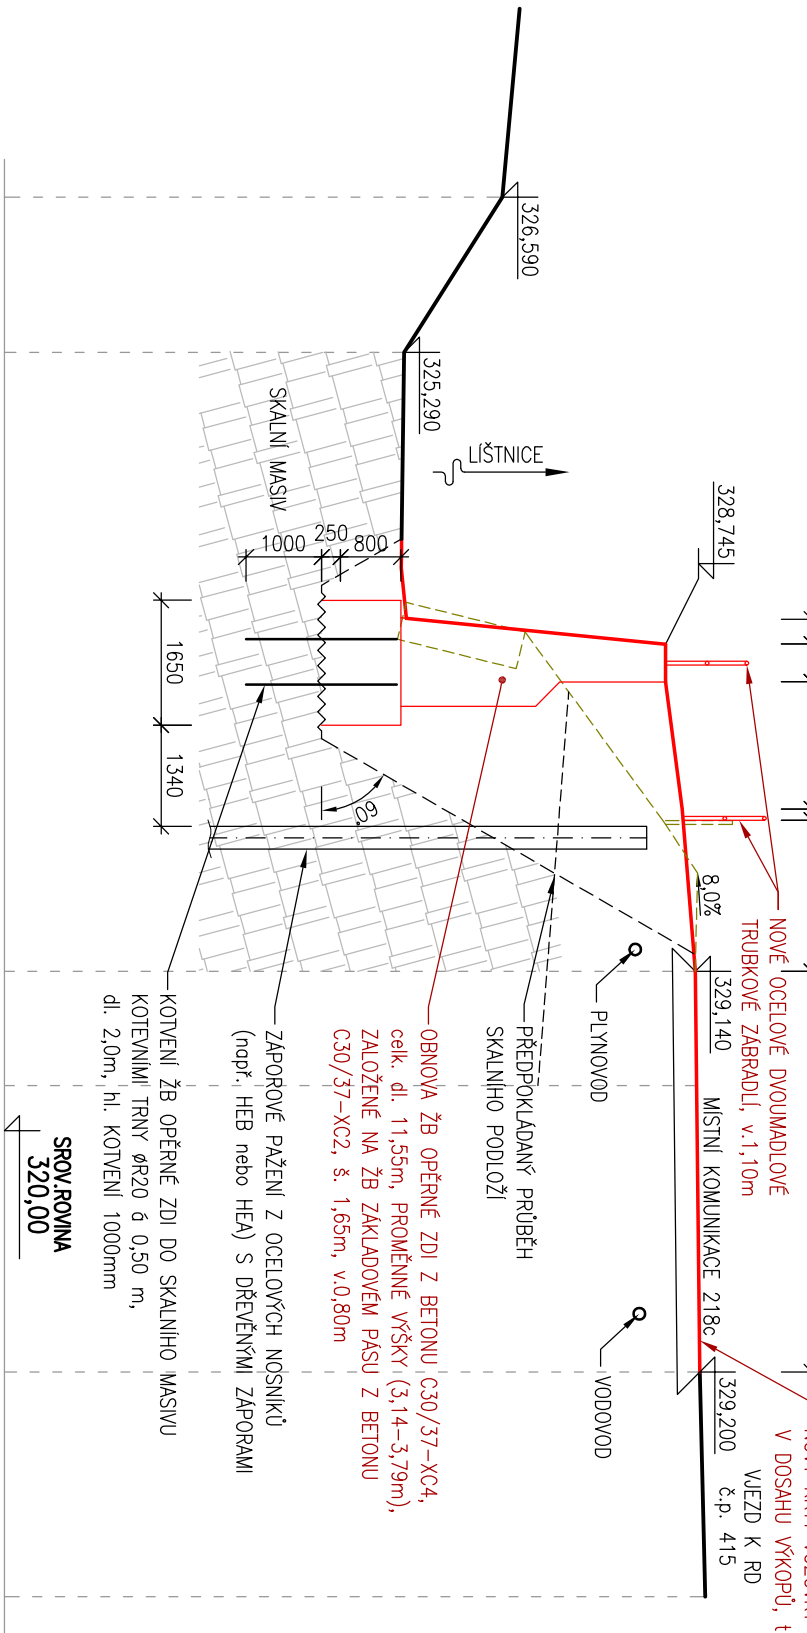 326,590
325,290
LÍŠTNICE
328,745
SKALNÍ MASIV
1000
250
800
1650
1340
60°
8,0%
NOVÉ OCELOVÉ DVOUMADLOVÉ
TRUBKOVÉ ZÁBRADLÍ, v.1,10m
329,140
MÍSTNÍ KOMUNIKACE 218c
329,200
V DOSAHU VÝKOPŮ, t
VJEZD K RD
č.p. 415
PLYNOVOD
VODOVOD
PŘEDPOKLÁDANÝ PRŮBĚH
SKALNÍHO PODLOŽÍ
OBNOVA ŽB OPĚRNÉ ZDI Z BETONU C30/37-XC4,
celk. dl. 11,55m, PROMĚNNÉ VÝŠKY (3,14-3,79m),
ZALOŽENÉ NA ŽB ZÁKLADOVÉM PÁSU Z BETONU
C30/37-XC2, š. 1,65m, v.0,80m
ZÁPOROVÉ PAŽENÍ Z OCELOVÝCH NOSNÍKŮ
(např. HEB nebo HEA) S DŘEVĚNÝMI ZÁPORAMI
KOTVENÍ ŽB OPĚRNÉ ZDI DO SKALNÍHO MASIVU
KOTEVNÍMI TRNY ØR20 á 0,50 m,
dl. 2,0m, hl. KOTVENÍ 1000mm
SROV.ROVINA
320,00